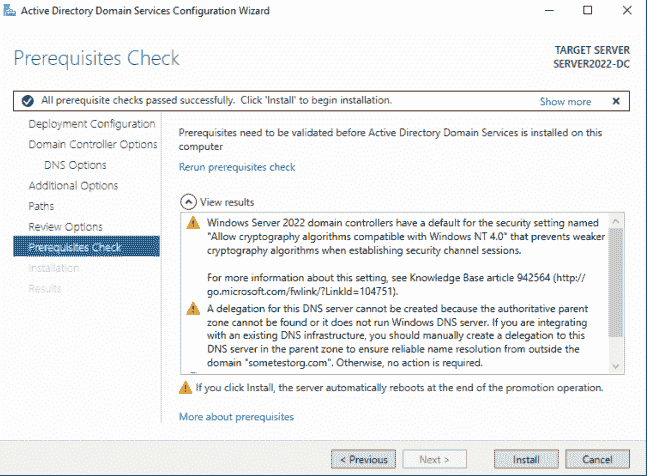 Active Directory Domain Services Configuration Wizard
Prerequisites Check
TARGET SERVER
SERVER2022-DC
All prerequisite checks passed successfully. Click 'Install' to begin installation.
Show more
Deployment Configuration
Domain Controller Options
DNS Options
Additional Options
Paths
Review Options
Prerequisites Check
Installation
Results
Prerequisites need to be validated before Active Directory Domain Services is installed on this
computer
Rerun prerequisites check
View results
Windows Server 2022 domain controllers have a default for the security setting named
"Allow cryptography algorithms compatible with Windows NT 4.0" that prevents weaker
cryptography algorithms when establishing security channel sessions.
For more information about this setting, see Knowledge Base article 942564 (http://
go.microsoft.com/fwlink/?LinkId=104751).
A delegation for this DNS server cannot be created because the authoritative parent
zone cannot be found or it does not run Windows DNS server. If you are integrating
with an existing DNS infrastructure, you should manually create a delegation to this
DNS server in the parent zone to ensure reliable name resolution from outside the
domain "sometestorg.com". Otherwise, no action is required.
If you click Install, the server automatically reboots at the end of the promotion operation.
More about prerequisites
< Previous
Next >
Install
Cancel